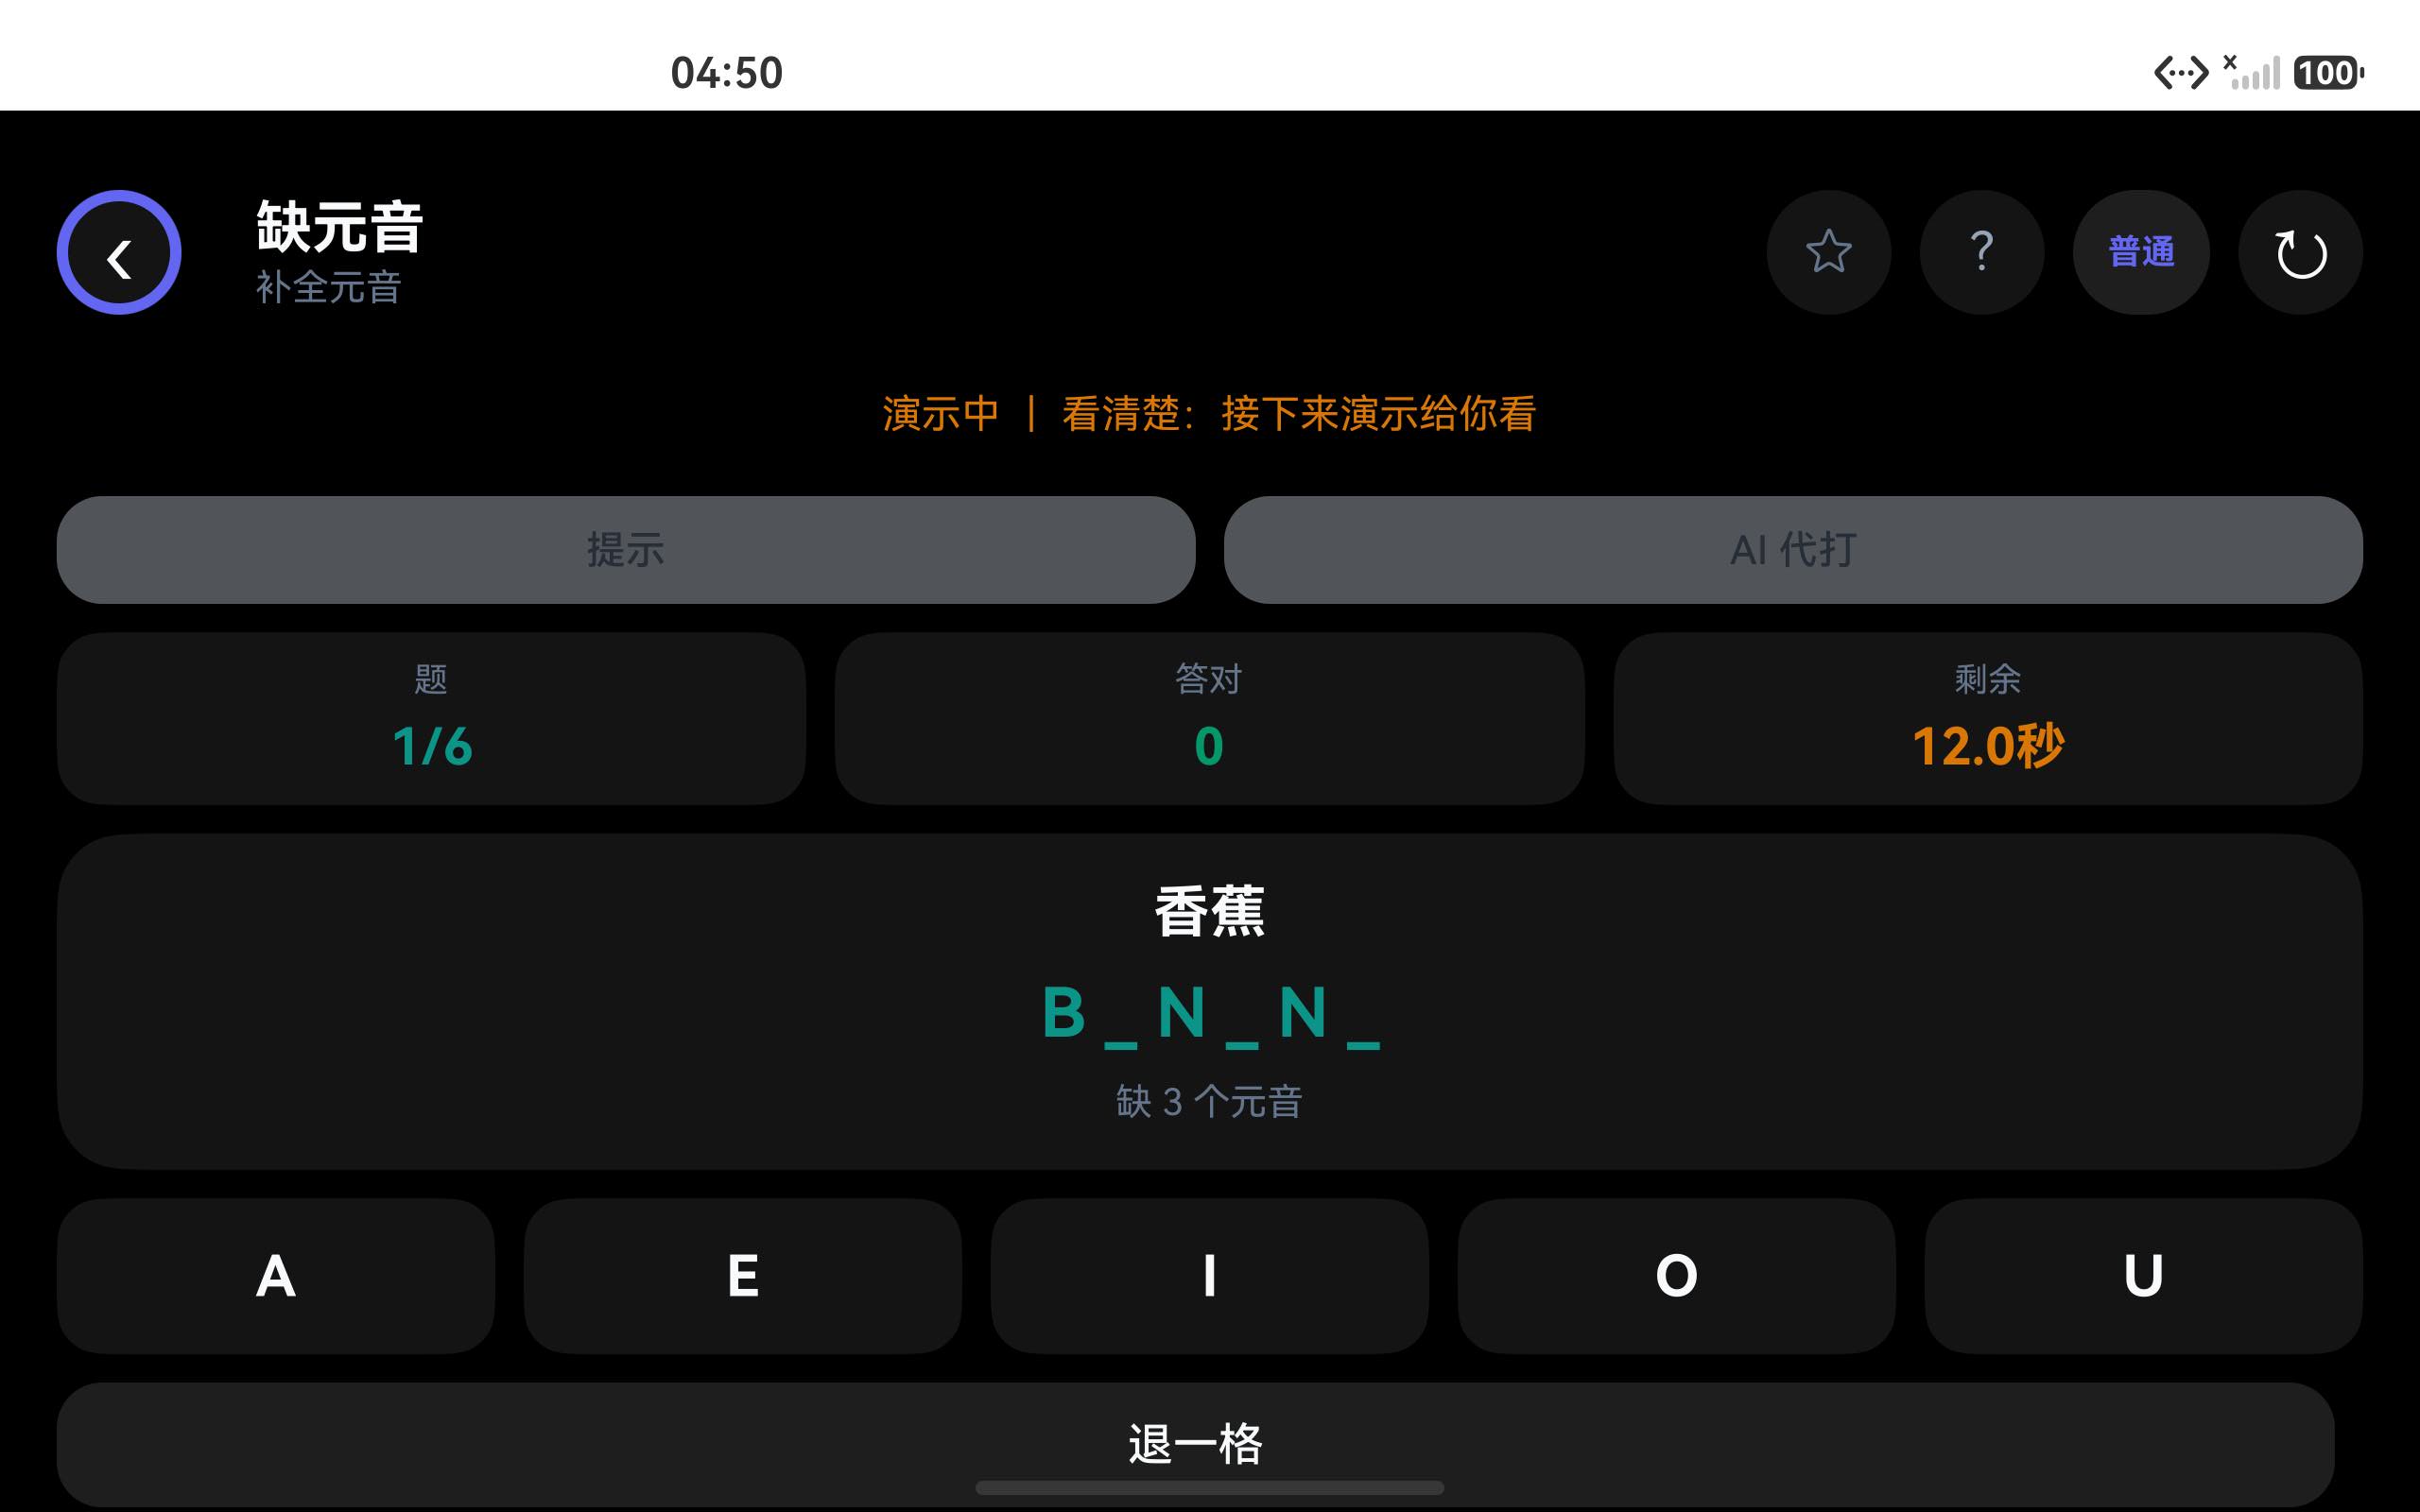 04:50
100
缺元音
补全元音
?
普通
演示中 | 看清楚：接下来演示给你看
提示
AI 代打
题
答对
剩余
1/6
0
12.0秒
香蕉
B _ N _ N _
缺 3 个元音
A
E
I
O
U
退一格